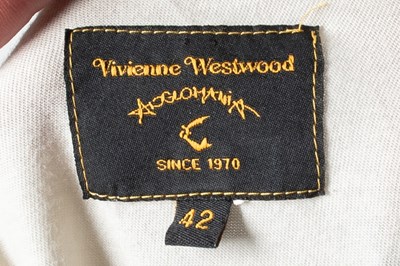 Vivienne Westwood
ANGLOMANIA
SINCE 1970
42